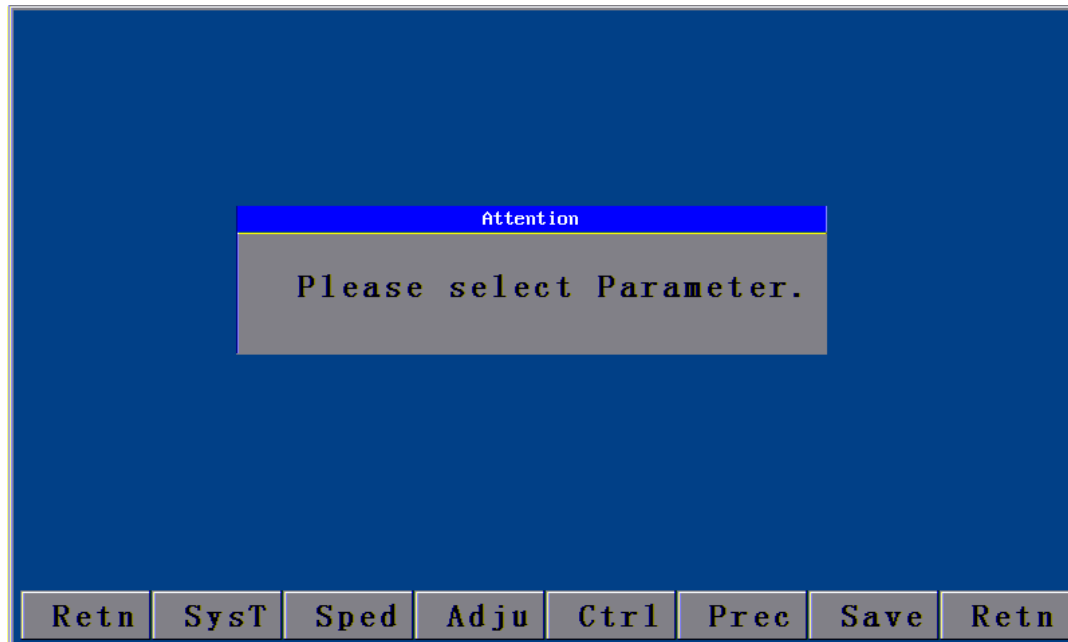 Attention
Please select Parameter.
Retn SysT Sped Adju Ctrl Prec Save Retn